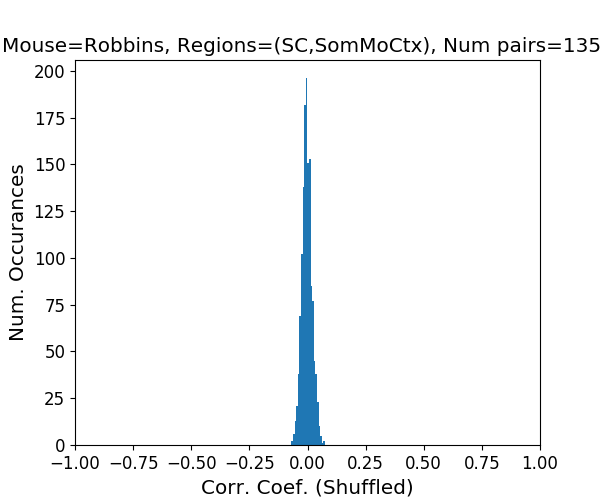 Mouse=Robbins, Regions=(SC,SomMoCtx), Num pairs=135
200
175
150
125
100
75
50
25
0
Num. Occurances
−1.00 −0.75 −0.50 −0.25 0.00 0.25 0.50 0.75 1.00
Corr. Coef. (Shuffled)